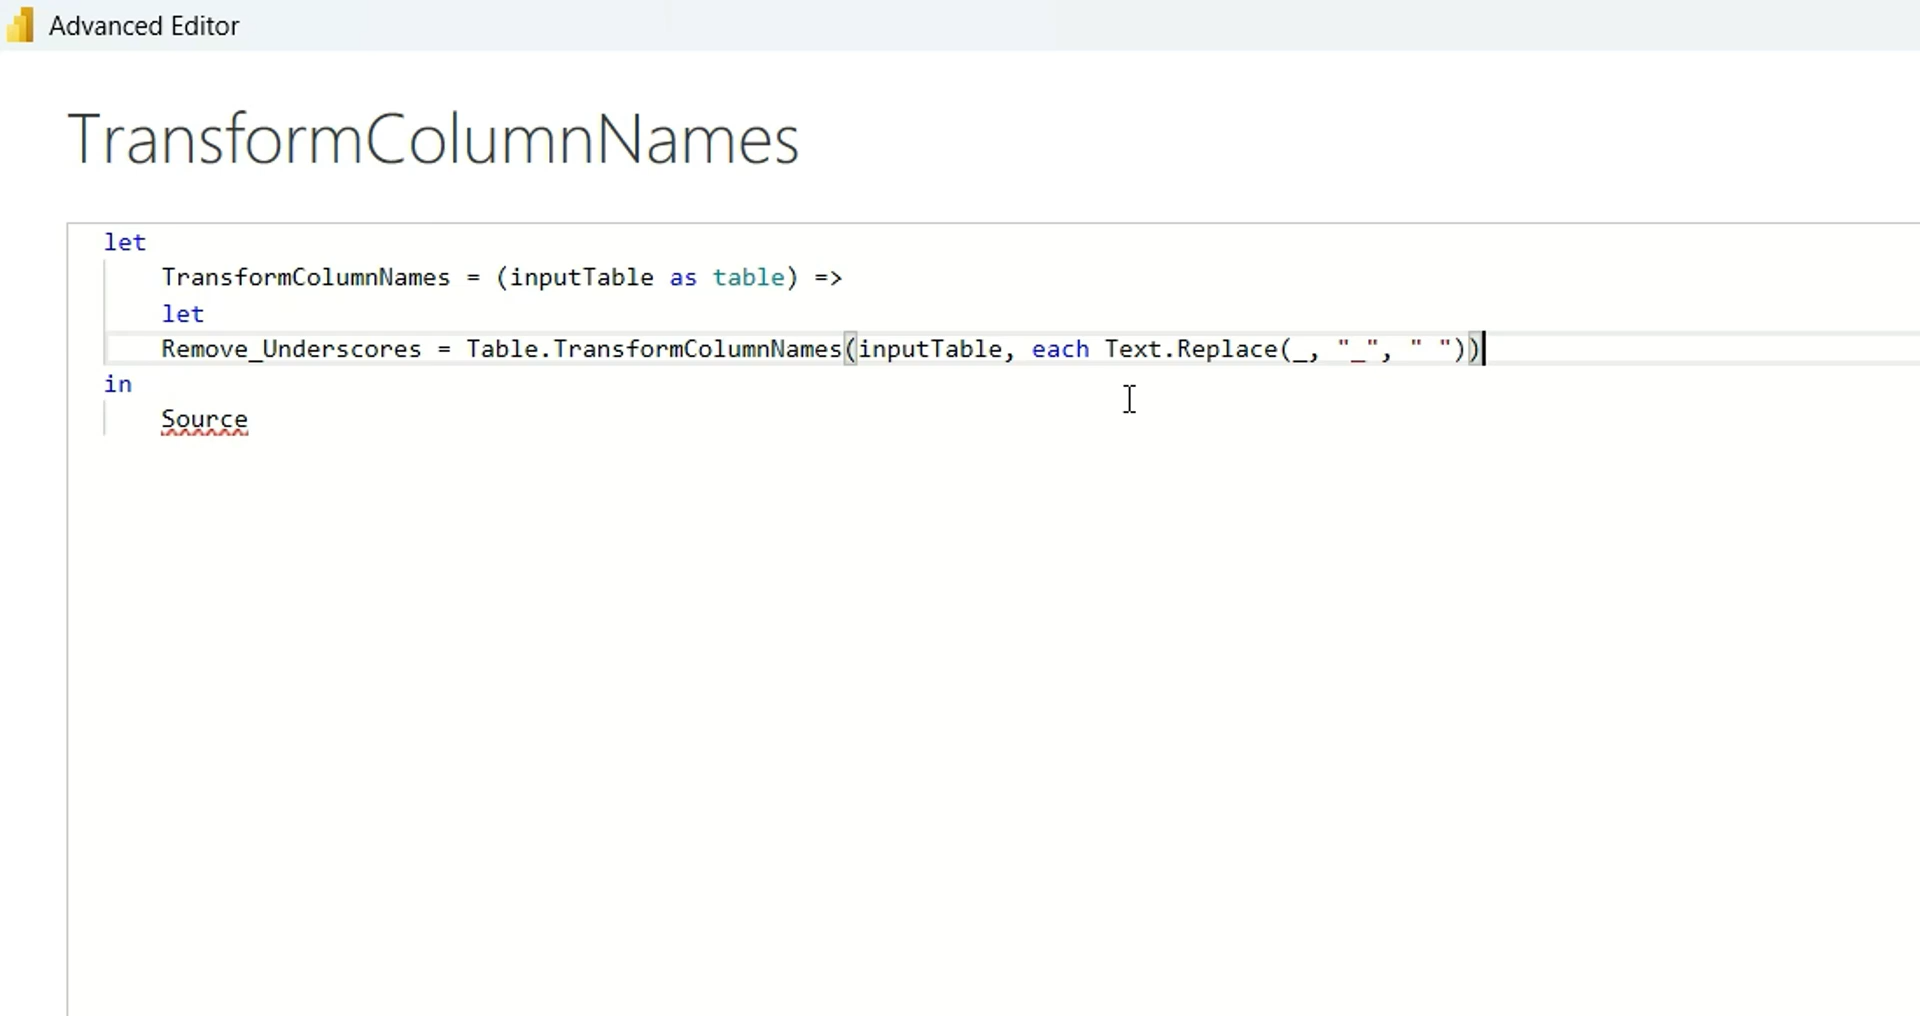 Advanced Editor
TransformColumnNames
let
TransformColumnNames = (inputTable as table) =>
let
Remove_Underscores = Table.TransformColumnNames(inputTable, each Text.Replace(_, "_", " "))
in
Source